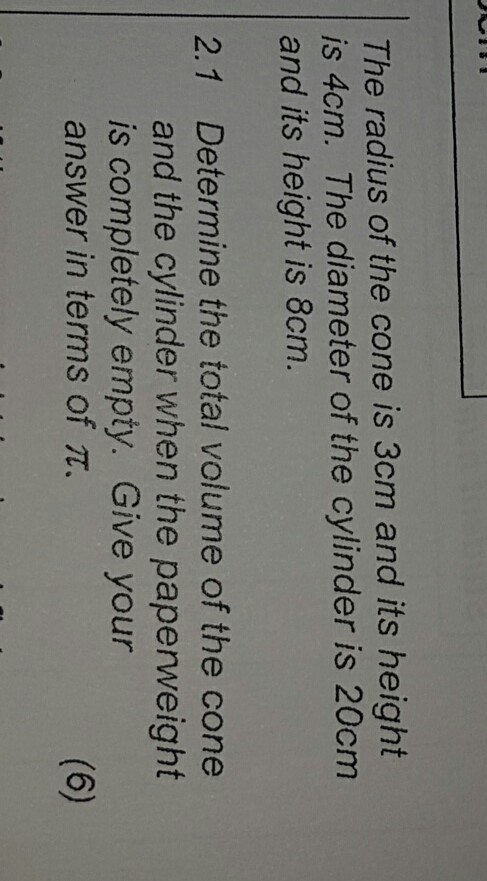 The radius of the cone is 3cm and its height
is 4cm. The diameter of the cylinder is 20cm
and its height is 8cm.
2.1 Determine the total volume of the cone
and the cylinder when the paperweight
is completely empty. Give your
answer in terms of π. (6)